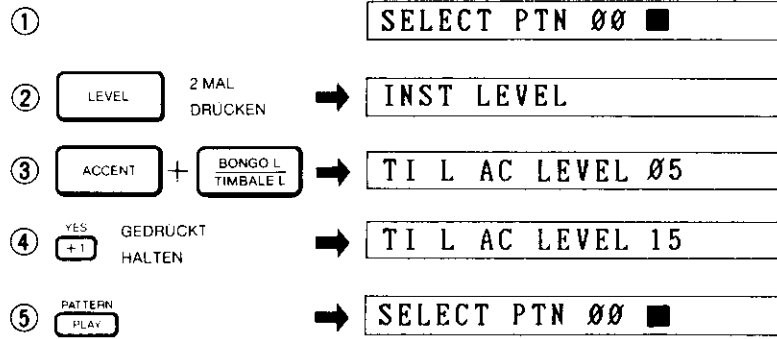 ① SELECT PTN 00 ■
② LEVEL 2 MAL DRÜCKEN ➡ INST LEVEL
③ ACCENT + BONGO L TIMBALE L ➡ TI L AC LEVEL 05
④ YES +1 GEDRÜCKT HALTEN ➡ TI L AC LEVEL 15
⑤ PATTERN PLAY ➡ SELECT PTN 00 ■